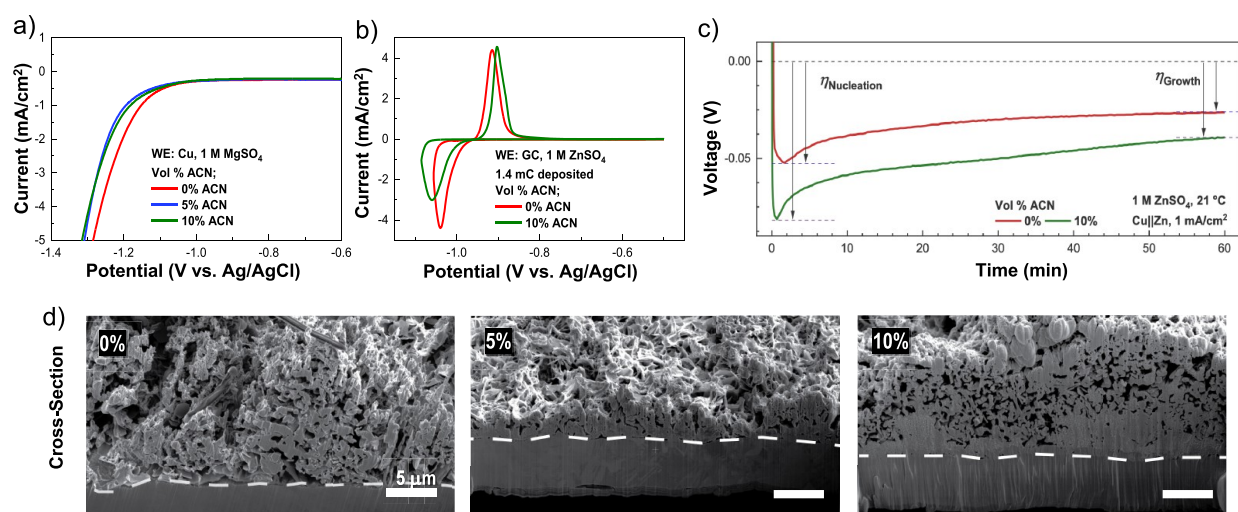 a)
1
0
-1
-2
-3
-4
-5
-1.4
-1.2
-1.0
-0.8
-0.6
Current (mA/cm²)
Potential (V vs. Ag/AgCl)
WE: Cu, 1 M MgSO₄
Vol % ACN;
0% ACN
5% ACN
10% ACN
b)
4
2
0
-2
-4
-1.0
-0.8
-0.6
Current (mA/cm²)
Potential (V vs. Ag/AgCl)
WE: GC, 1 M ZnSO₄
1.4 mC deposited
Vol % ACN;
0% ACN
10% ACN
c)
0.00
-0.05
0
10
20
30
40
50
60
Voltage (V)
Time (min)
ηNucleation
ηGrowth
Vol % ACN
0%
10%
1 M ZnSO₄, 21 °C
Cu||Zn, 1 mA/cm²
d)
Cross-Section
0%
5 μm
5%
10%